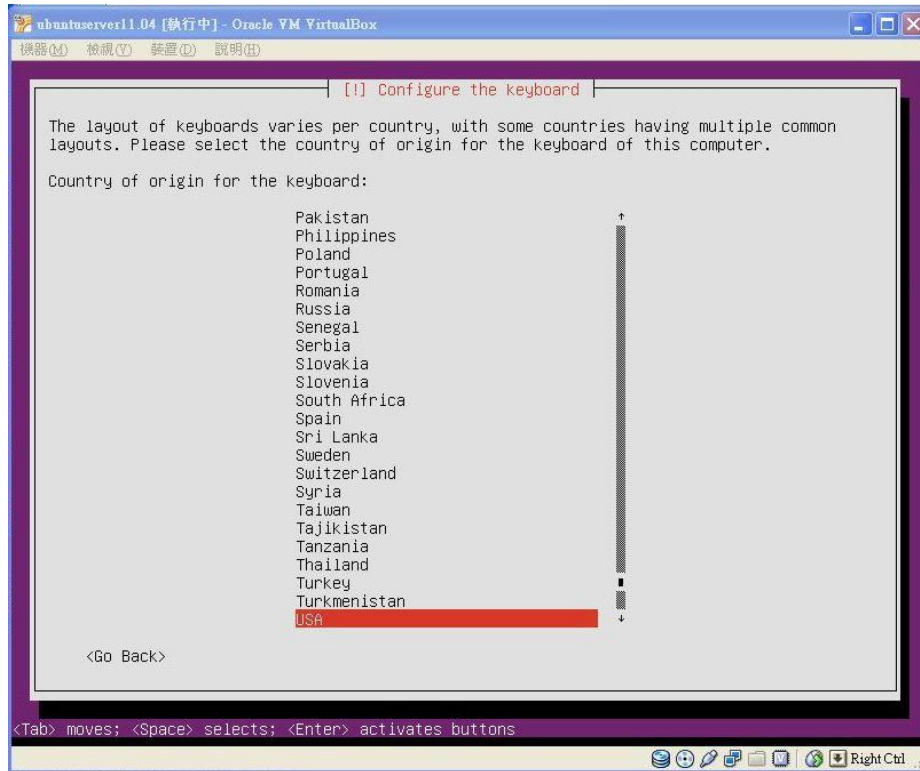 ubuntuserver11.04 [執行中] - Oracle VM VirtualBox
機器(M) 檢視(V) 裝置(D) 說明(H)
[!] Configure the keyboard
The layout of keyboards varies per country, with some countries having multiple common
layouts. Please select the country of origin for the keyboard of this computer.
Country of origin for the keyboard:
Pakistan
Philippines
Poland
Portugal
Romania
Russia
Senegal
Serbia
Slovakia
Slovenia
South Africa
Spain
Sri Lanka
Sweden
Switzerland
Syria
Taiwan
Tajikistan
Tanzania
Thailand
Turkey
Turkmenistan
USA
<Go Back>
<Tab> moves; <Space> selects; <Enter> activates buttons
Right Ctrl